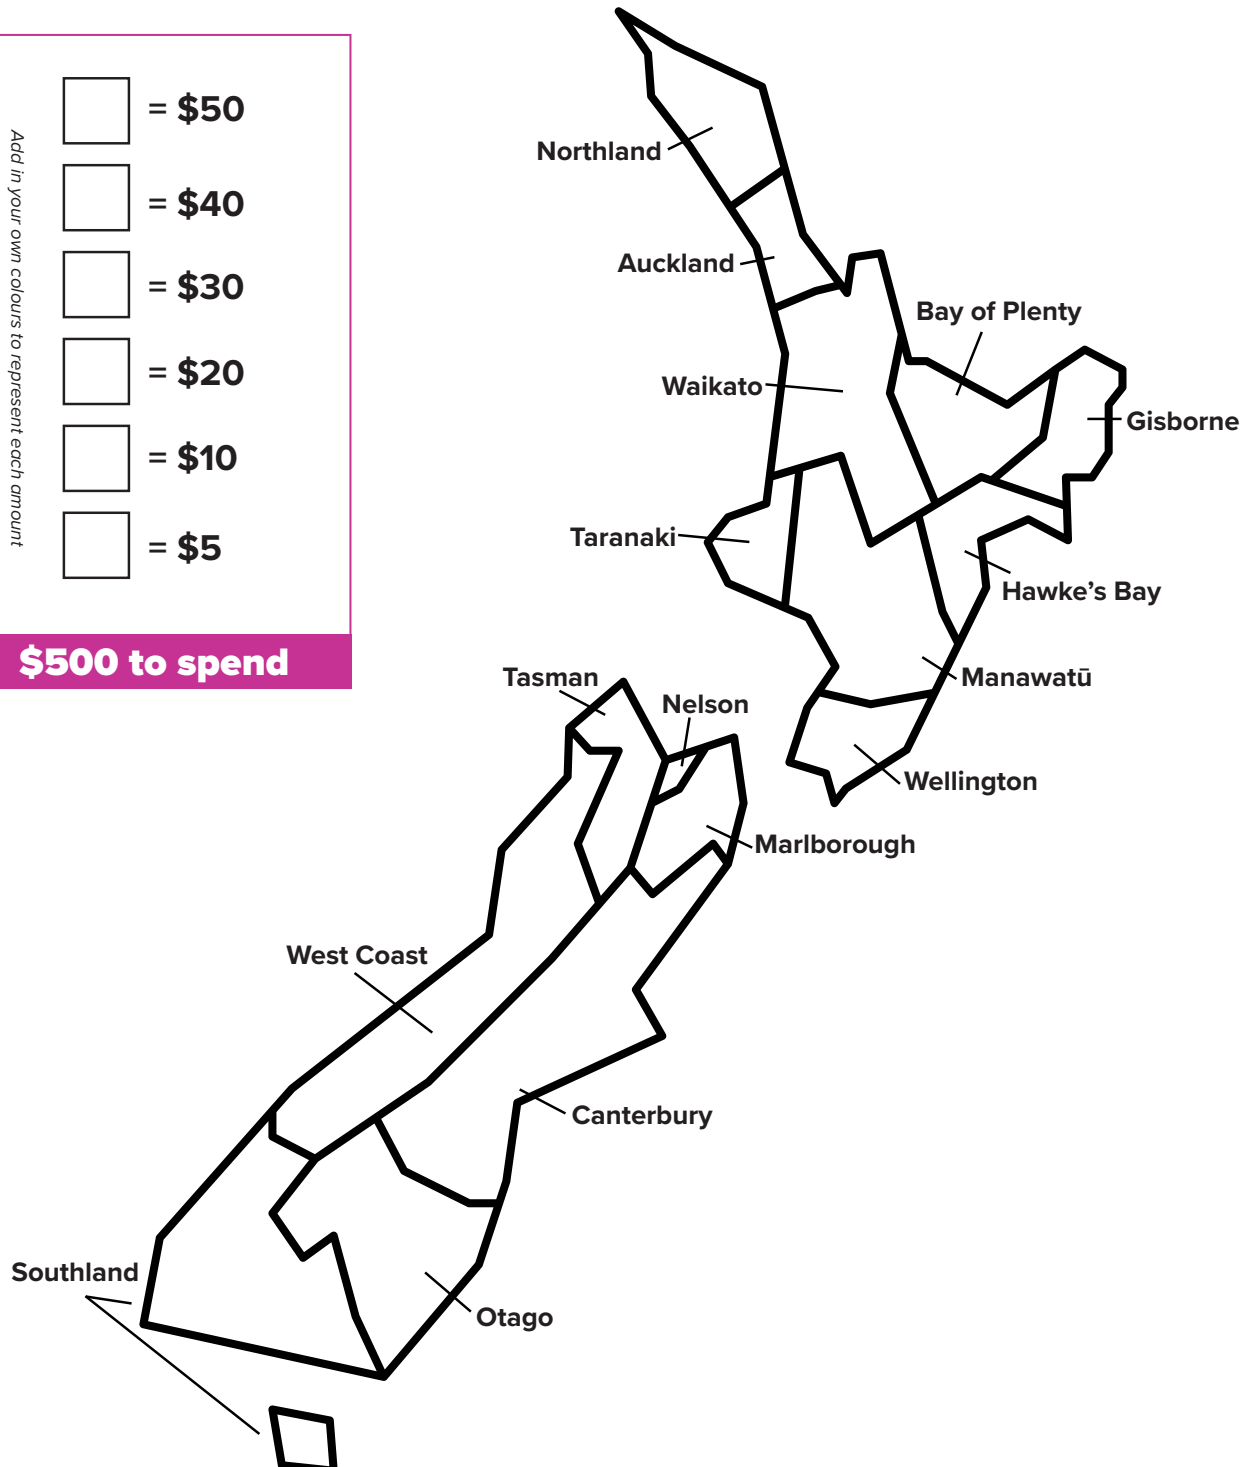 Add in your own colours to represent each amount
= $50
= $40
= $30
= $20
= $10
= $5
$500 to spend
Northland
Auckland
Bay of Plenty
Waikato
Gisborne
Taranaki
Hawke’s Bay
Manawatū
Tasman
Nelson
Wellington
Marlborough
West Coast
Canterbury
Southland
Otago